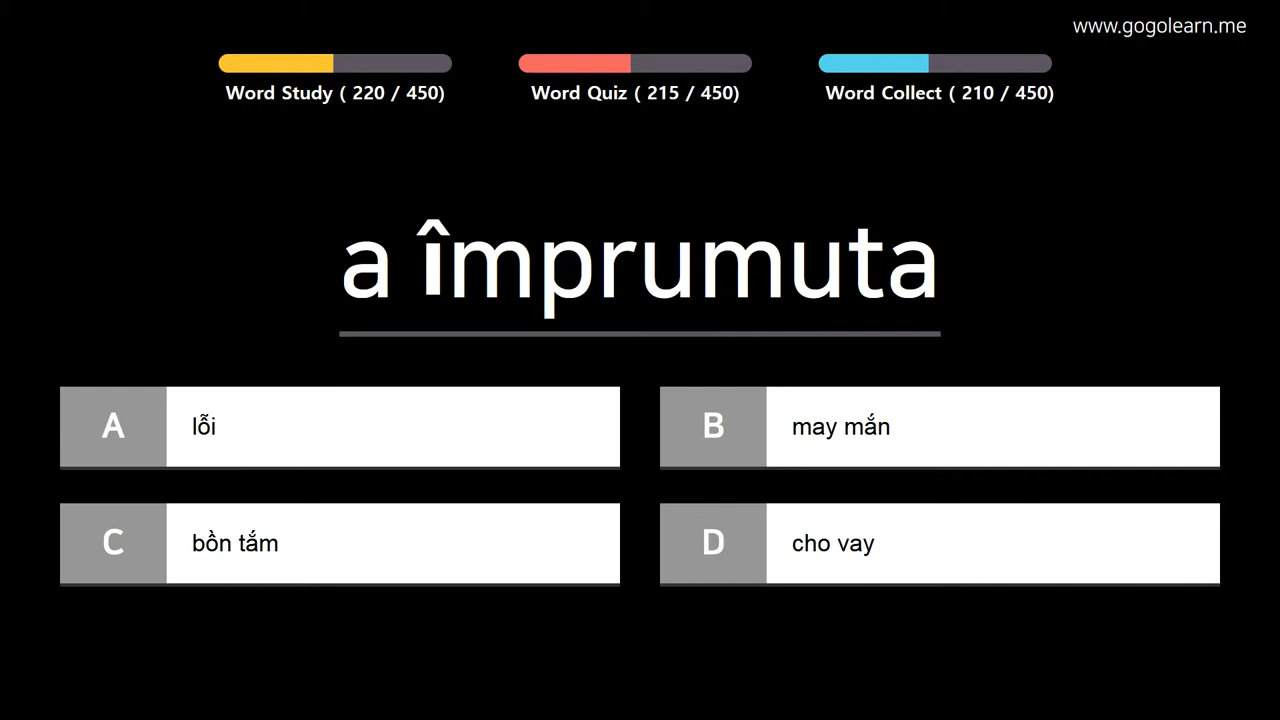 www.gogolearn.me
Word Study ( 220 / 450)
Word Quiz ( 215 / 450)
Word Collect ( 210 / 450)
a împrumuta
A
lỗi
B
may mắn
C
bồn tắm
D
cho vay